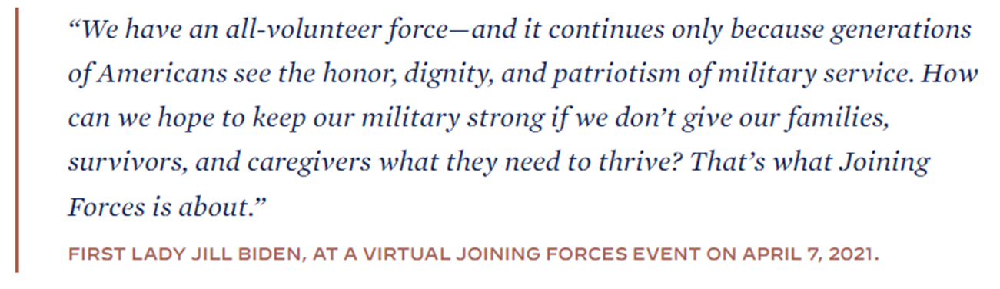 “We have an all-volunteer force—and it continues only because generations
of Americans see the honor, dignity, and patriotism of military service. How
can we hope to keep our military strong if we don’t give our families,
survivors, and caregivers what they need to thrive? That’s what Joining
Forces is about.”
FIRST LADY JILL BIDEN, AT A VIRTUAL JOINING FORCES EVENT ON APRIL 7, 2021.